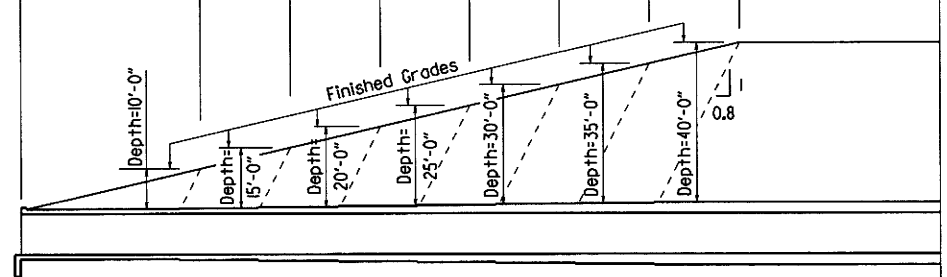 Finished Grades
Depth=10'-0"
Depth=
15'-0"
Depth=
20'-0"
Depth=
25'-0"
Depth=30'-0"
Depth=35'-0"
Depth=40'-0"
1
0.8